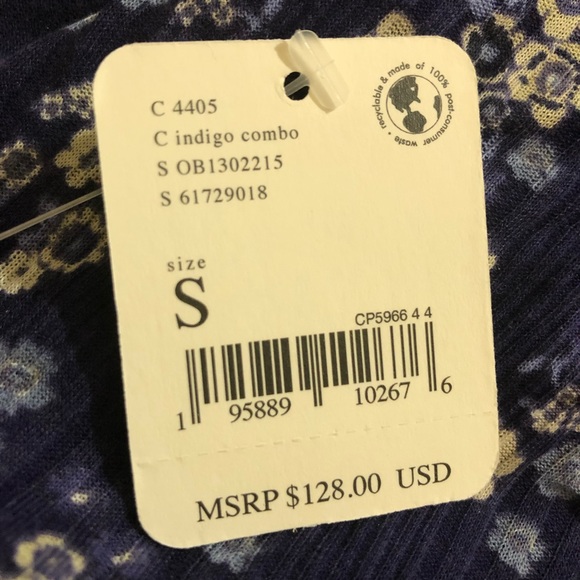 C 4405
C indigo combo
S OB1302215
S 61729018
recyclable & made of 100% post-consumer waste •
size
S
CP5966 4 4
1 95889 10267 6
MSRP $128.00 USD